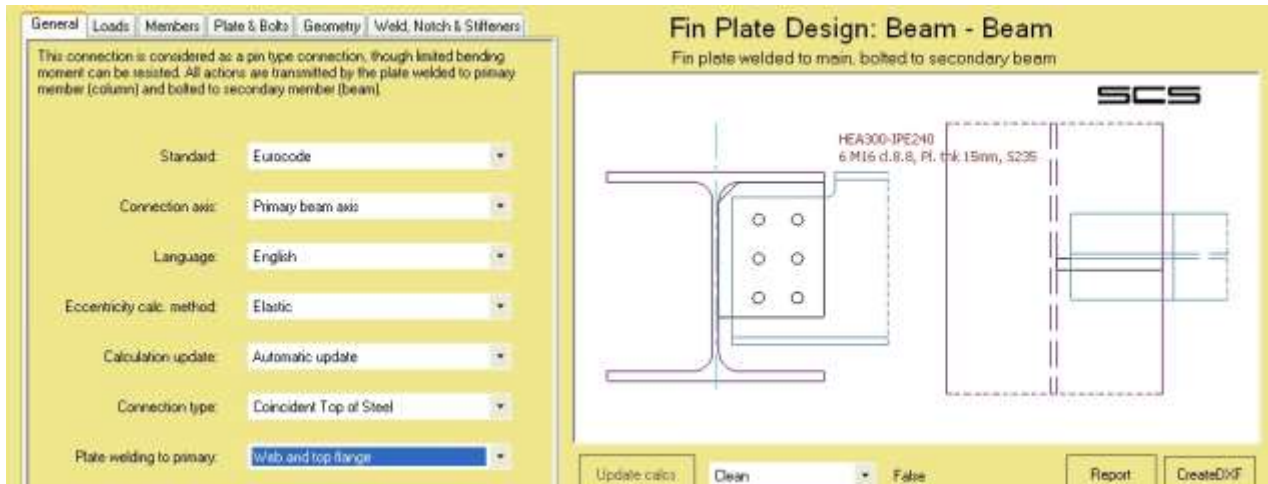 General Loads Members Plate & Bolts Geometry Weld, Notch & Stiffeners
This connection is considered as a pin type connection, though limited bending
moment can be resisted. All actions are transmitted by the plate welded to primary
member (column) and bolted to secondary member (beam).
Standard: Eurocode
Connection axis: Primary beam axis
Language: English
Eccentricity calc. method: Elastic
Calculation update: Automatic update
Connection type: Coincident Top of Steel
Plate welding to primary: Web and top flange
Fin Plate Design: Beam - Beam
Fin plate welded to main, bolted to secondary beam
SCS
HEA300-IPE240
6 M16 cl.8.8, Pl. thk 15mm, S235
Update calcs Clean False Report CreateDXF